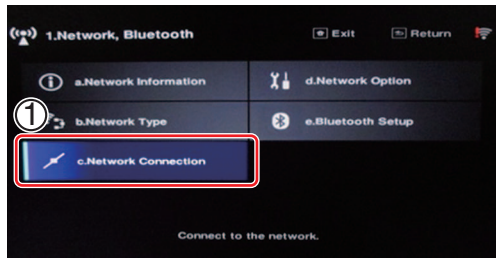 1.Network, Bluetooth Exit Return
a.Network Information d.Network Option
① b.Network Type e.Bluetooth Setup
c.Network Connection
Connect to the network.